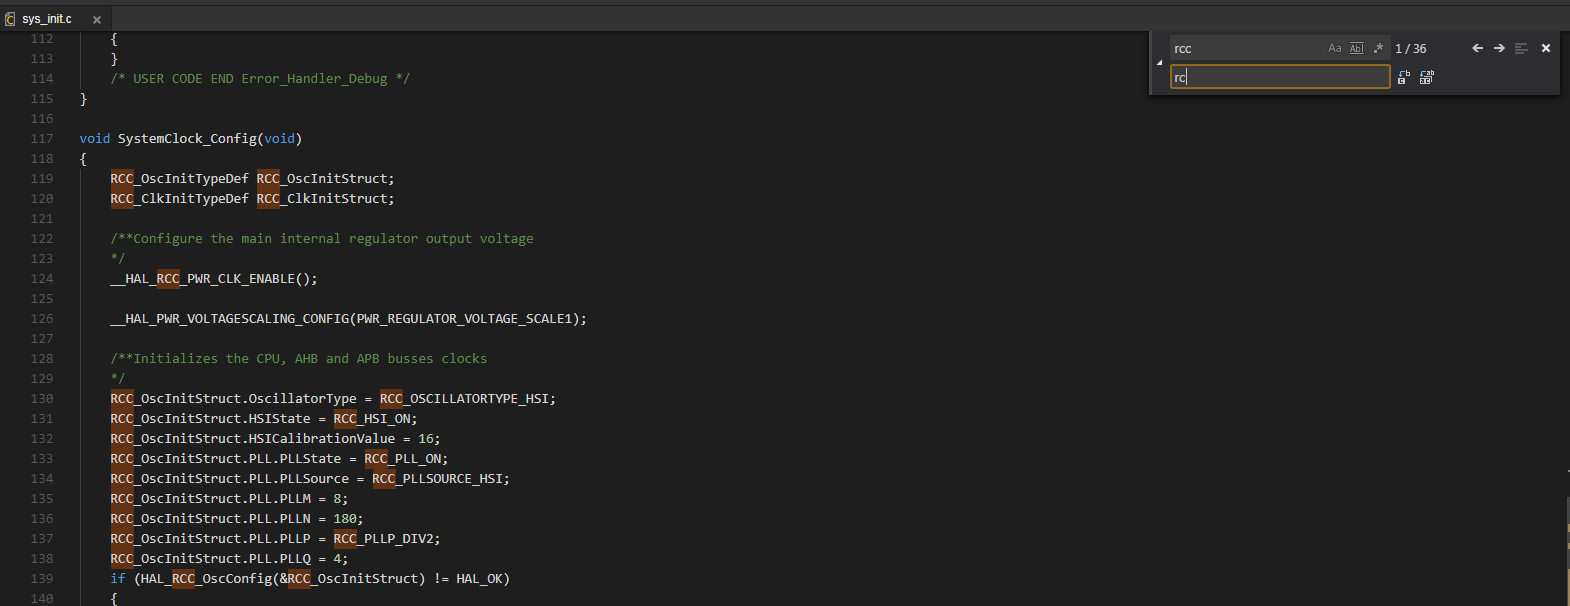 sys_init.c
rcc Aa Abl .* 1 / 36
rc
112 {
113 }
114 /* USER CODE END Error_Handler_Debug */
115 }
116
117 void SystemClock_Config(void)
118 {
119 RCC_OscInitTypeDef RCC_OscInitStruct;
120 RCC_ClkInitTypeDef RCC_ClkInitStruct;
121
122 /**Configure the main internal regulator output voltage
123 */
124 __HAL_RCC_PWR_CLK_ENABLE();
125
126 __HAL_PWR_VOLTAGESCALING_CONFIG(PWR_REGULATOR_VOLTAGE_SCALE1);
127
128 /**Initializes the CPU, AHB and APB busses clocks
129 */
130 RCC_OscInitStruct.OscillatorType = RCC_OSCILLATORTYPE_HSI;
131 RCC_OscInitStruct.HSIState = RCC_HSI_ON;
132 RCC_OscInitStruct.HSICalibrationValue = 16;
133 RCC_OscInitStruct.PLL.PLLState = RCC_PLL_ON;
134 RCC_OscInitStruct.PLL.PLLSource = RCC_PLLSOURCE_HSI;
135 RCC_OscInitStruct.PLL.PLLM = 8;
136 RCC_OscInitStruct.PLL.PLLN = 180;
137 RCC_OscInitStruct.PLL.PLLP = RCC_PLLP_DIV2;
138 RCC_OscInitStruct.PLL.PLLQ = 4;
139 if (HAL_RCC_OscConfig(&RCC_OscInitStruct) != HAL_OK)
140 {